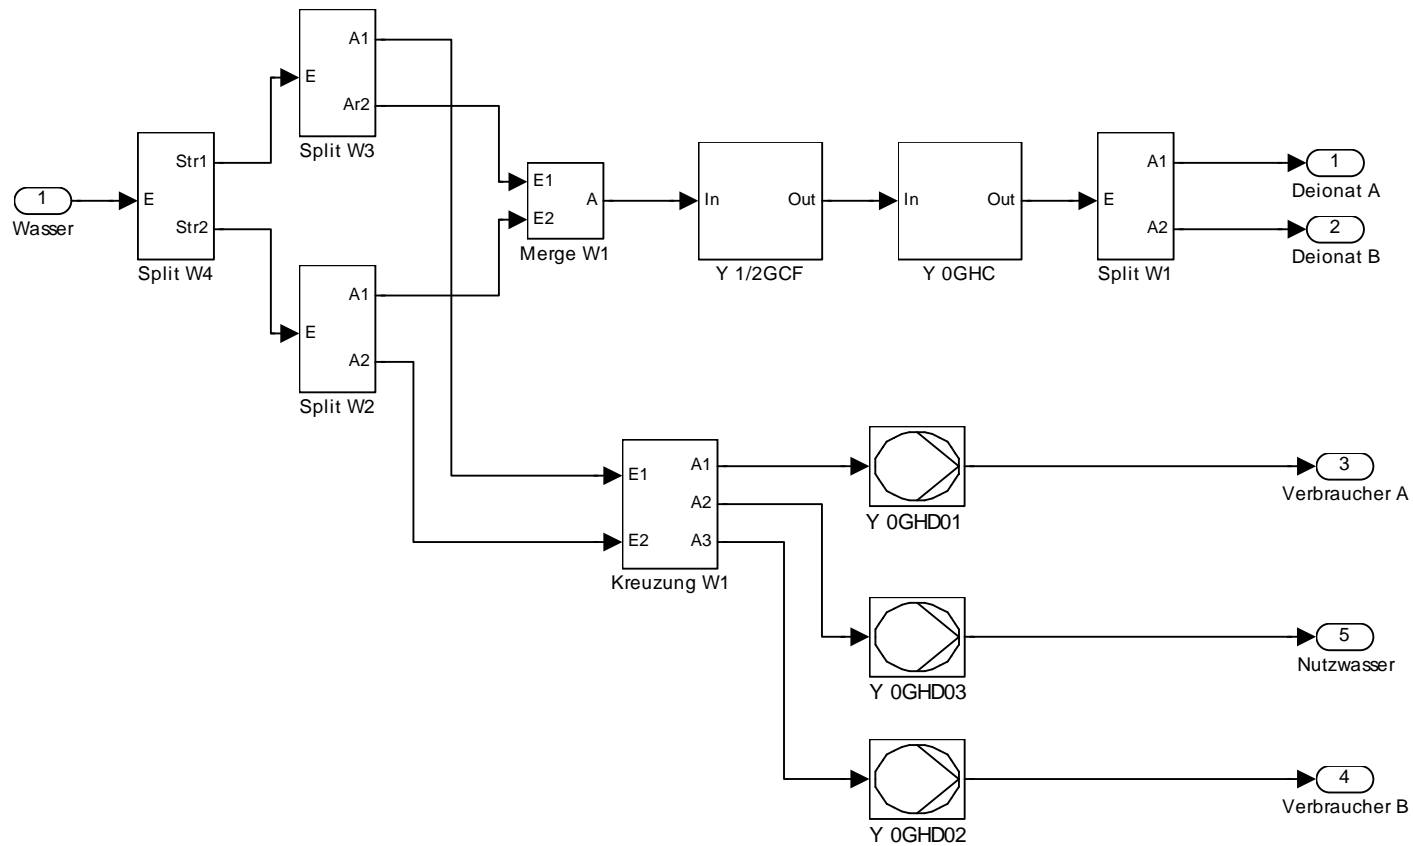 1
Wasser
E
Str1
Str2
Split W4
A1
E
Ar2
Split W3
A1
E
A2
Split W2
E1
A
E2
Merge W1
In
Out
Y 1/2GCF
In
Out
Y 0GHC
A1
E
A2
Split W1
1
Deionat A
2
Deionat B
E1
E2
A1
A2
A3
Kreuzung W1
Y 0GHD01
3
Verbraucher A
Y 0GHD03
5
Nutzwasser
Y 0GHD02
4
Verbraucher B